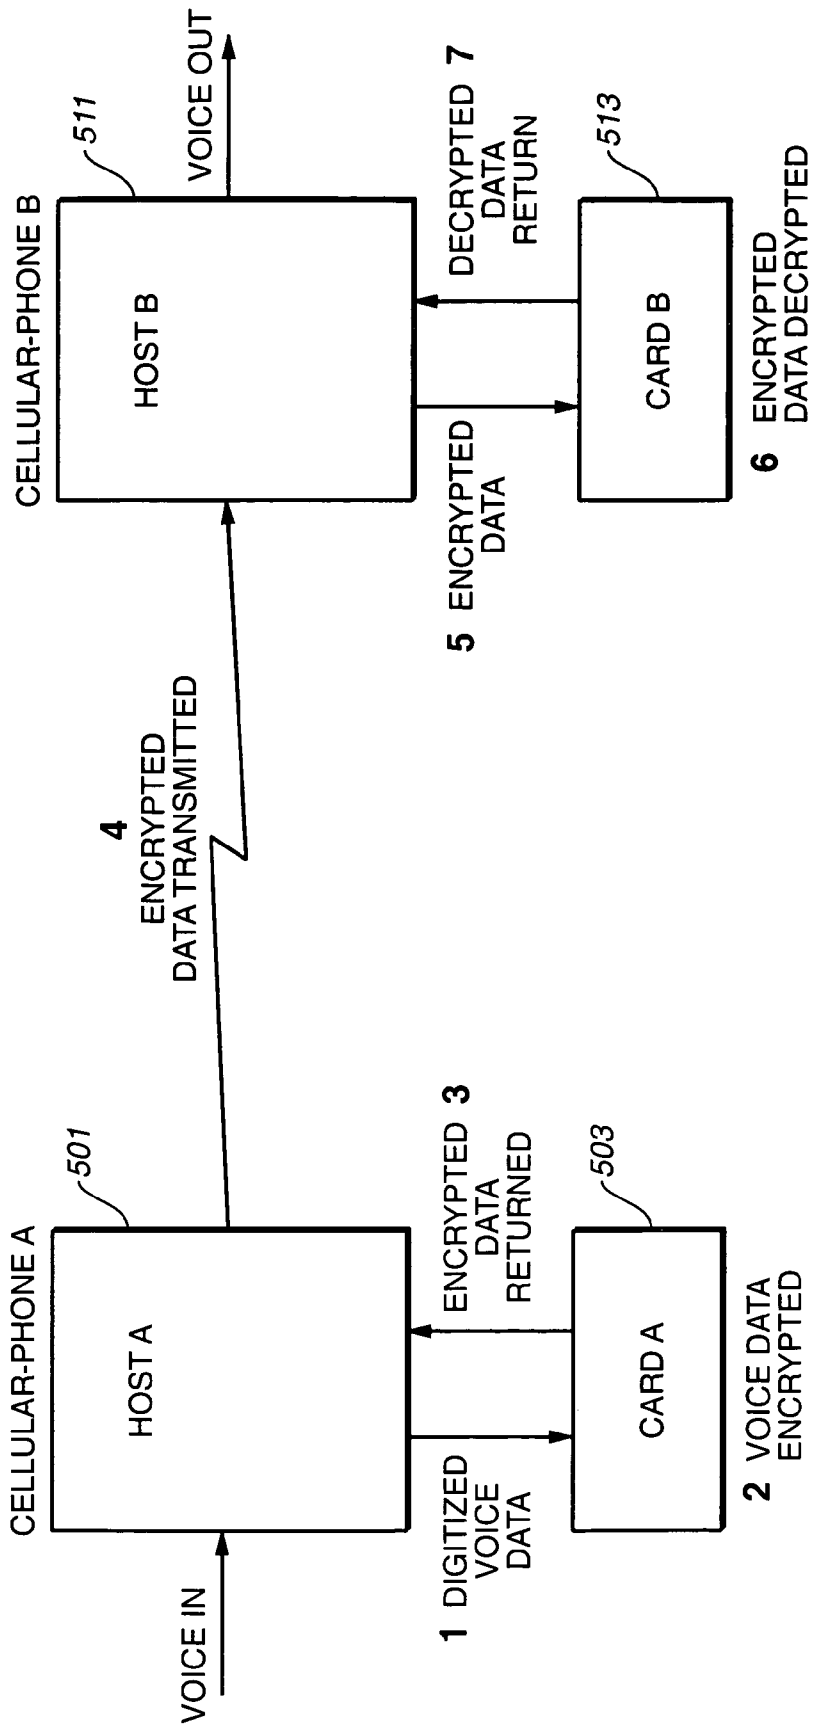 CELLULAR-PHONE A
501
HOST A
VOICE IN
1 DIGITIZED
VOICE
DATA
ENCRYPTED 3
DATA
RETURNED
503
CARD A
2 VOICE DATA
ENCRYPTED
4
ENCRYPTED
DATA TRANSMITTED
CELLULAR-PHONE B
511
HOST B
VOICE OUT
5 ENCRYPTED
DATA
DECRYPTED 7
DATA
RETURN
513
CARD B
6 ENCRYPTED
DATA DECRYPTED